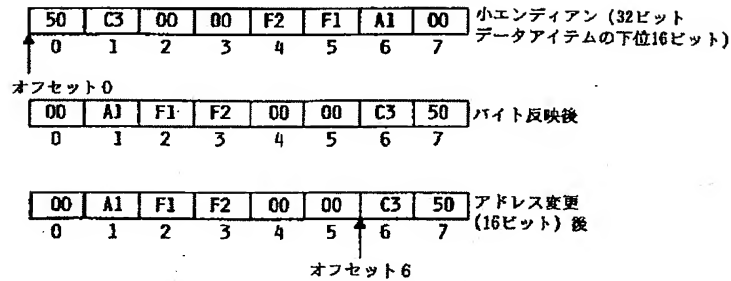 50 C3 00 00 F2 F1 A1 00 小エンディアン (32ビット
0 1 2 3 4 5 6 7 データアイテムの下位16ビット)
オフセット0
00 A1 F1 F2 00 00 C3 50 バイト反映後
0 1 2 3 4 5 6 7
00 A1 F1 F2 00 00 C3 50 アドレス変更
0 1 2 3 4 5 6 7 (16ビット) 後
オフセット6